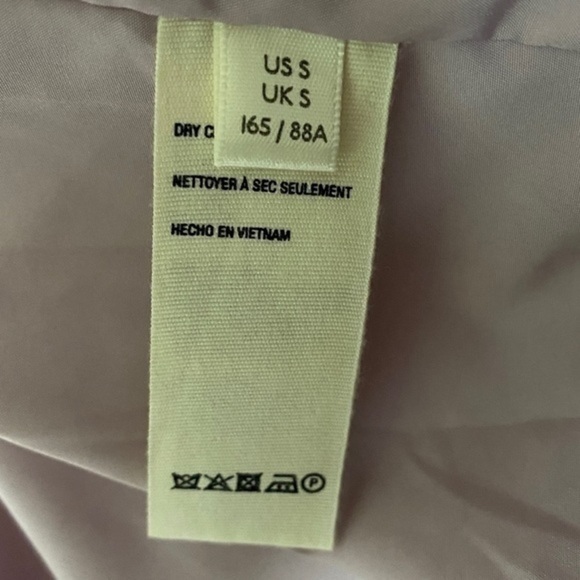 US S
UK S
165 / 88A
DRY
NETTOYER À SEC SEULEMENT
HECHO EN VIETNAM
P